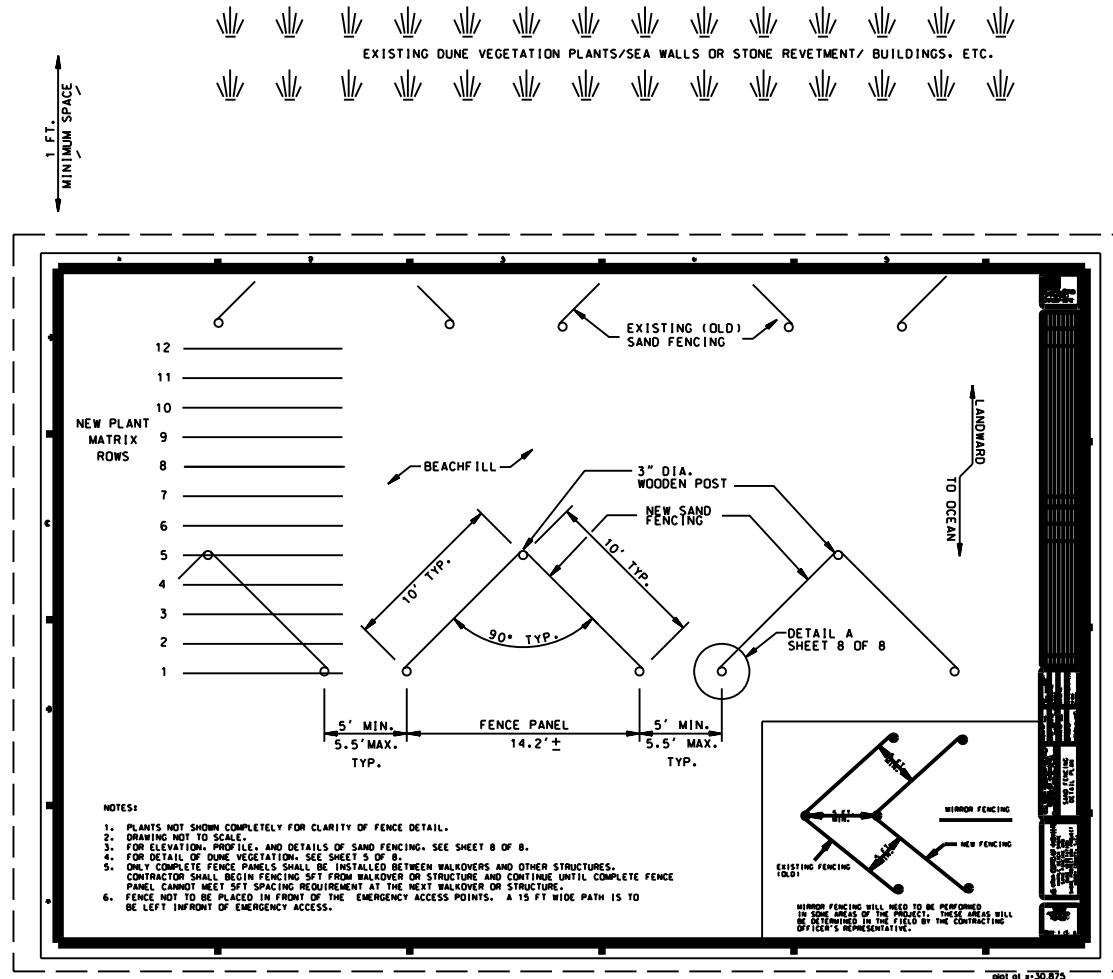 EXISTING DUNE VEGETATION PLANTS/SEA WALLS OR STONE REVETMENT/ BUILDINGS. ETC.
1 FT.
MINIMUM SPACE
EXISTING (OLD)
SAND FENCING
12
11
10
NEW PLANT
MATRIX
ROWS
9
8
7
6
5
4
3
2
1
LANDWARD
TO OCEAN
BEACHFILL
3" DIA.
WOODEN POST
NEW SAND
FENCING
10' TYP.
10' TYP.
90° TYP.
DETAIL A
SHEET 8 OF 8
5' MIN.
5.5' MAX.
TYP.
FENCE PANEL
14.2'±
5' MIN.
5.5' MAX.
TYP.
NOTES:
1. PLANTS NOT SHOWN COMPLETELY FOR CLARITY OF FENCE DETAIL.
2. DRAWING NOT TO SCALE.
3. FOR ELEVATION. PROFILE. AND DETAILS OF SAND FENCING. SEE SHEET 8 OF 8.
4. FOR DETAIL OF DUNE VEGETATION. SEE SHEET 5 OF 8.
5. ONLY COMPLETE FENCE PANELS SHALL BE INSTALLED BETWEEN WALKOVERS AND OTHER STRUCTURES.
CONTRACTOR SHALL BEGIN FENCING 5FT FROM WALKOVER OR STRUCTURE AND CONTINUE UNTIL COMPLETE FENCE
PANEL CANNOT MEET 5FT SPACING REQUIREMENT AT THE NEXT WALKOVER OR STRUCTURE.
6. FENCE NOT TO BE PLACED IN FRONT OF THE EMERGENCY ACCESS POINTS. A 15 FT WIDE PATH IS TO
BE LEFT INFRONT OF EMERGENCY ACCESS.
MIRROR FENCING
NEW FENCING
EXISTING FENCING
(OLD)
MIRROR FENCING WILL NEED TO BE PERFORMED
IN SOME AREAS OF THE PROJECT. THESE AREAS WILL
BE DETERMINED IN THE FIELD BY THE CONTRACTING
OFFICER'S REPRESENTATIVE.
SAND FENCING
DETAIL PLAN
plot at s=30.875